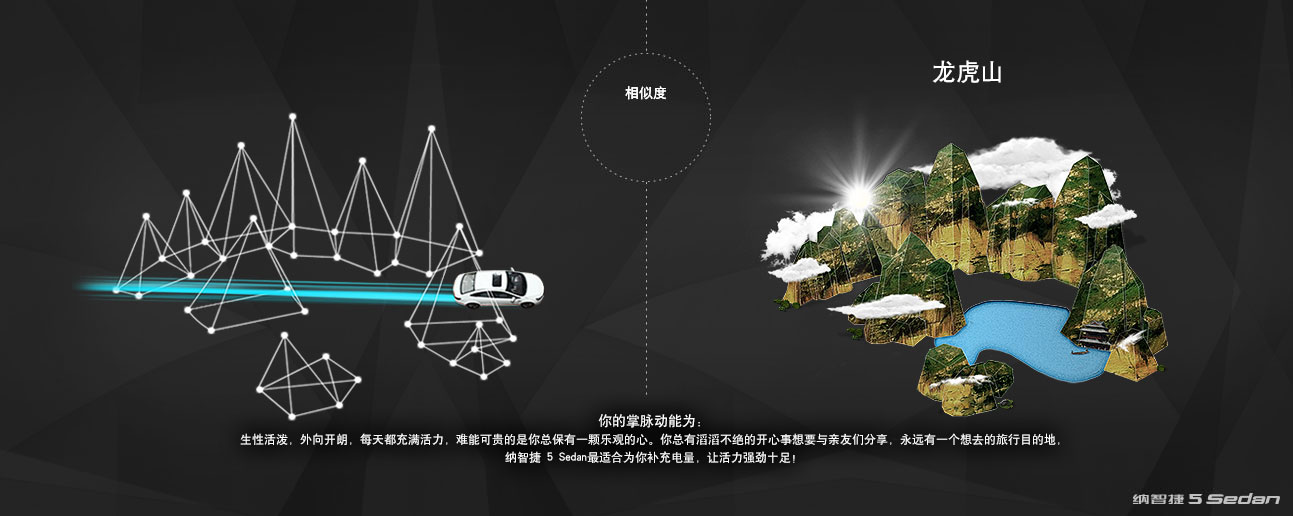 相似度
龙虎山
你的掌脉动能为:
生性活泼，外向开朗，每天都充满活力，难能可贵的是你总保有一颗乐观的心。你总有滔滔不绝的开心事想要与亲友们分享，永远有一个想去的旅行目的地，
纳智捷 5 Sedan最适合为你补充电量，让活力强劲十足！
纳智捷 5 Sedan